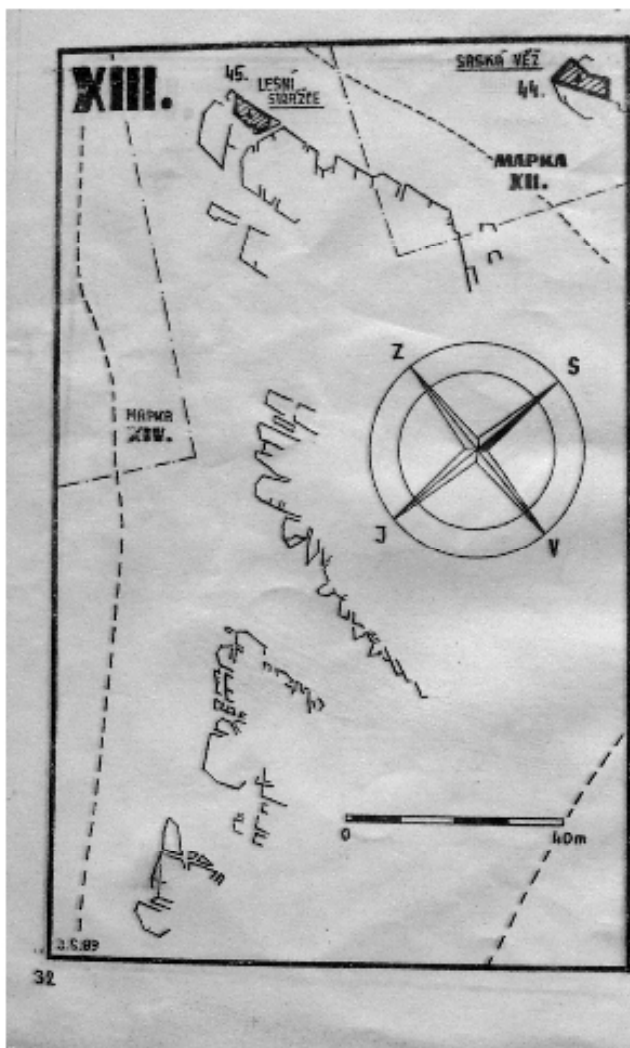 XIII.
45. LESNÍ
STRÁŽCE
SASKÁ VĚŽ
44.
MAPKA
XII.
Z
S
J
V
MAPKA
XIV.
0
40m
3.5.89
32